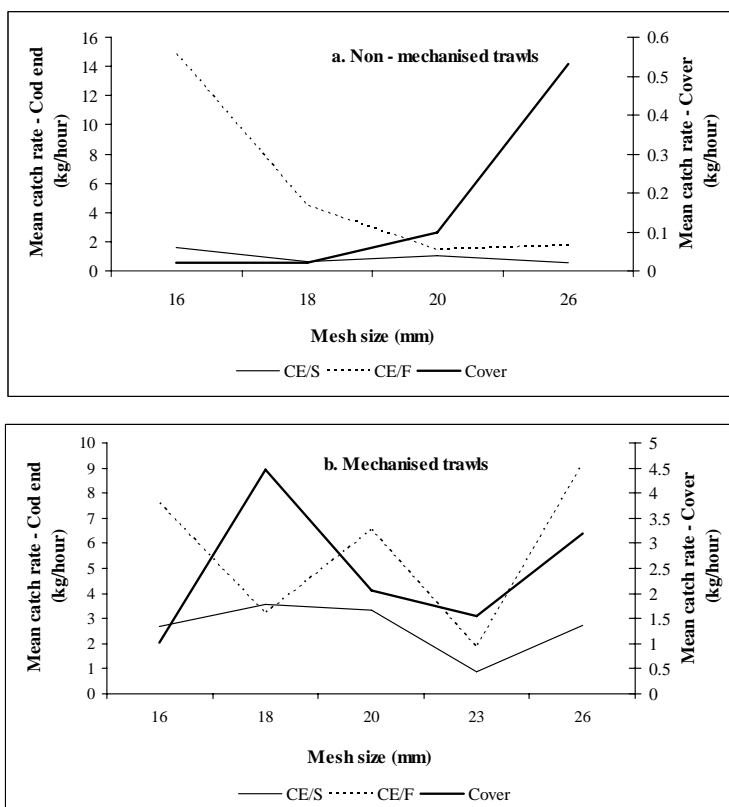 a. Non - mechanised trawls
Mean catch rate - Cod end
(kg/hour)
16
14
12
10
8
6
4
2
0
Mean catch rate - Cover
(kg/hour)
0.6
0.5
0.4
0.3
0.2
0.1
0
16 18 20 26
Mesh size (mm)
CE/S CE/F Cover
b. Mechanised trawls
Mean catch rate - Cod end
(kg/hour)
10
9
8
7
6
5
4
3
2
1
0
Mean catch rate - Cover
(kg/hour)
5
4.5
4
3.5
3
2.5
2
1.5
1
0.5
0
16 18 20 23 26
Mesh size (mm)
CE/S CE/F Cover